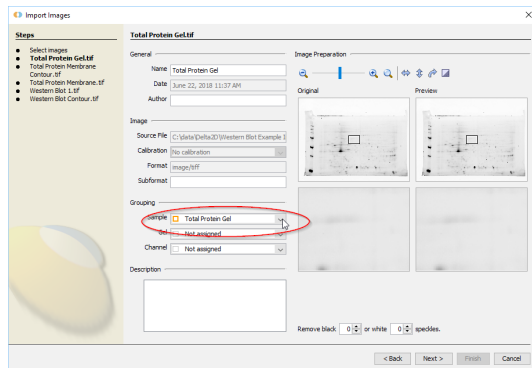 Import Images
Steps
Select images
Total Protein Gel.tif
Total Protein Membrane
Contour.tif
Total Protein Membrane.tif
Western Blot 1.tif
Western Blot Contour.tif
Total Protein Gel.tif
General
Name Total Protein Gel
Date June 22, 2018 11:37 AM
Author
Image
Source File C:\data\Delta2D\Western Blot Example 1
Calibration No calibration
Format image/tiff
Subformat
Grouping
Sample Total Protein Gel
Gel Not assigned
Channel Not assigned
Description
Image Preparation
Original Preview
Remove black 0 or white 0 speckles.
< Back Next > Finish Cancel